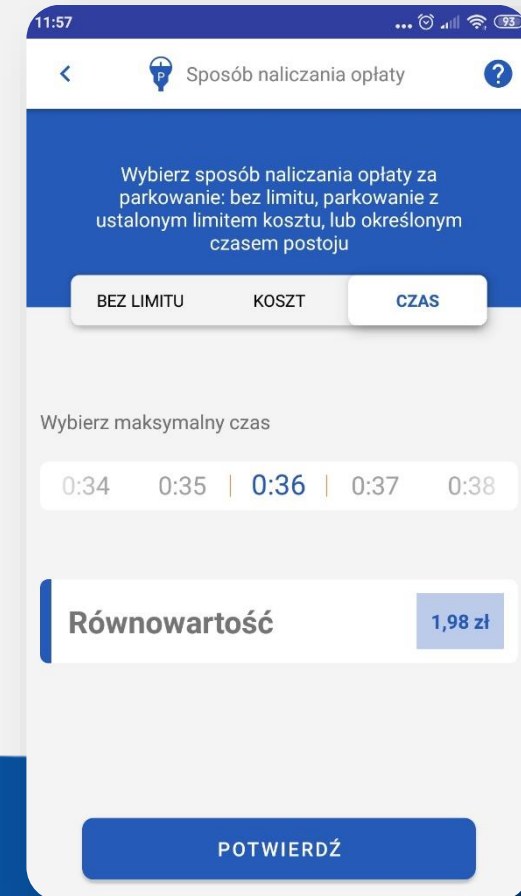 11:57
93
Sposób naliczania opłaty
?
Wybierz sposób naliczania opłaty za
parkowanie: bez limitu, parkowanie z
ustalonym limitem kosztu, lub określonym
czasem postoju
BEZ LIMITU KOSZT CZAS
Wybierz maksymalny czas
0:34 0:35 0:36 0:37 0:38
Równowartość 1,98 zł
POTWIERDŹ